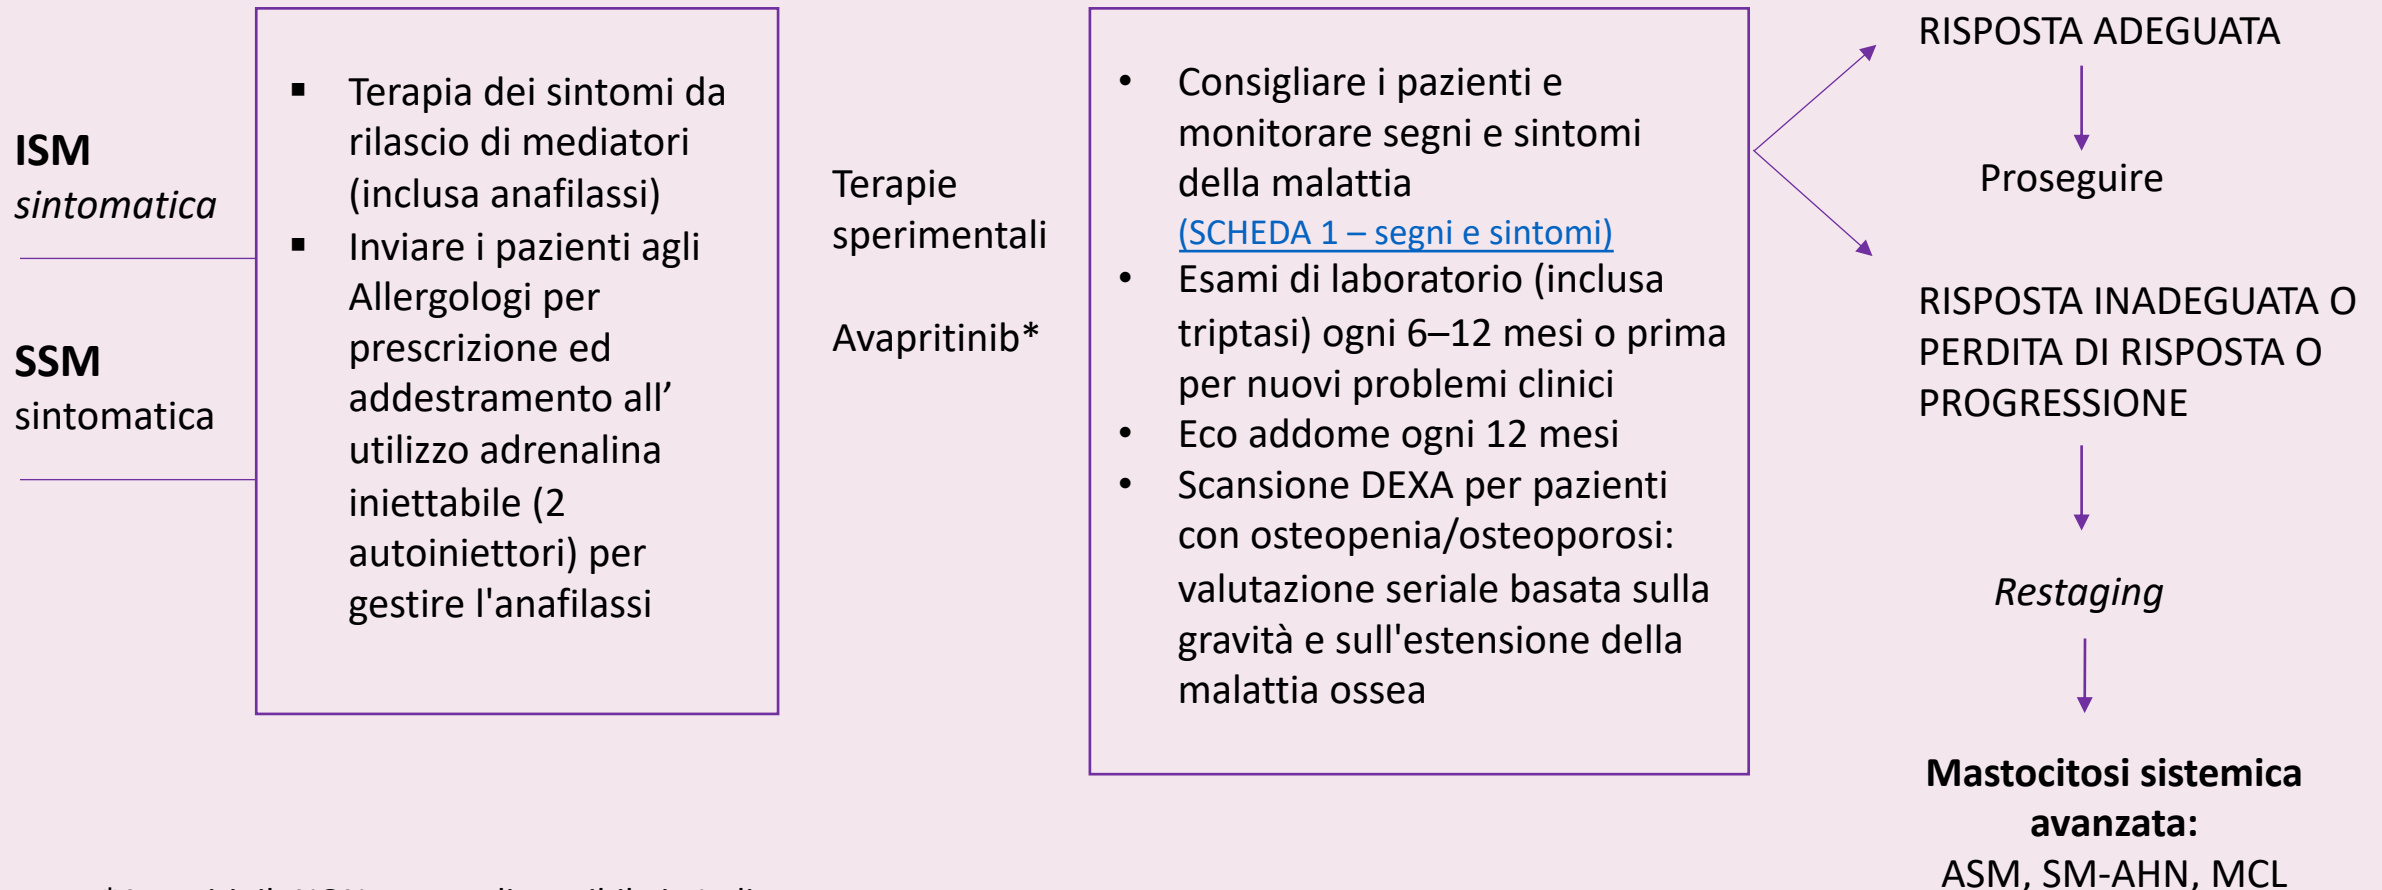 ISM
sintomatica
SSM
sintomatica
▪ Terapia dei sintomi da
rilascio di mediatori
(inclusa anafilassi)
▪ Inviare i pazienti agli
Allergologi per
prescrizione ed
addestramento all’
utilizzo adrenalina
iniettabile (2
autoiniettori) per
gestire l'anafilassi
Terapie
sperimentali
Avapritinib*
• Consigliare i pazienti e
monitorare segni e sintomi
della malattia
(SCHEDA 1 – segni e sintomi)
• Esami di laboratorio (inclusa
triptasi) ogni 6–12 mesi o prima
per nuovi problemi clinici
• Eco addome ogni 12 mesi
• Scansione DEXA per pazienti
con osteopenia/osteoporosi:
valutazione seriale basata sulla
gravità e sull'estensione della
malattia ossea
RISPOSTA ADEGUATA
Proseguire
RISPOSTA INADEGUATA O
PERDITA DI RISPOSTA O
PROGRESSIONE
Restaging
Mastocitosi sistemica
avanzata:
ASM, SM-AHN, MCL